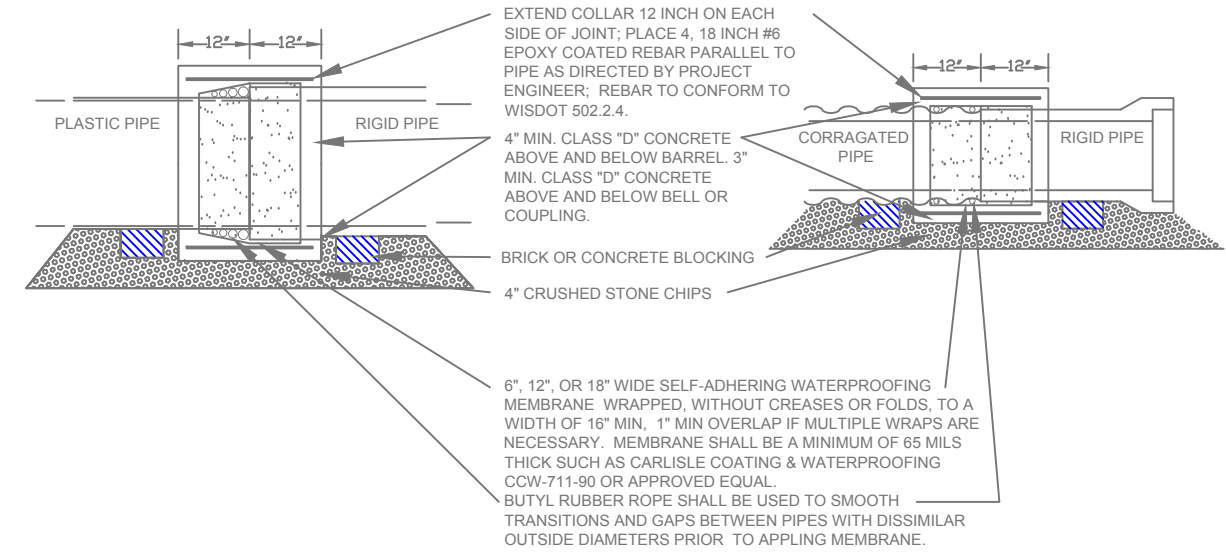 EXTEND COLLAR 12 INCH ON EACH
SIDE OF JOINT; PLACE 4, 18 INCH #6
EPOXY COATED REBAR PARALLEL TO
PIPE AS DIRECTED BY PROJECT
ENGINEER; REBAR TO CONFORM TO
WISDOT 502.2.4.
12" 12"
12" 12"
PLASTIC PIPE
RIGID PIPE
4" MIN. CLASS "D" CONCRETE
ABOVE AND BELOW BARREL. 3"
MIN. CLASS "D" CONCRETE
ABOVE AND BELOW BELL OR
COUPLING.
CORRAGATED
PIPE
RIGID PIPE
BRICK OR CONCRETE BLOCKING
4" CRUSHED STONE CHIPS
6", 12", OR 18" WIDE SELF-ADHERING WATERPROOFING
MEMBRANE WRAPPED, WITHOUT CREASES OR FOLDS, TO A
WIDTH OF 16" MIN, 1" MIN OVERLAP IF MULTIPLE WRAPS ARE
NECESSARY. MEMBRANE SHALL BE A MINIMUM OF 65 MILS
THICK SUCH AS CARLISLE COATING & WATERPROOFING
CCW-711-90 OR APPROVED EQUAL.
BUTYL RUBBER ROPE SHALL BE USED TO SMOOTH
TRANSITIONS AND GAPS BETWEEN PIPES WITH DISSIMILAR
OUTSIDE DIAMETERS PRIOR TO APPLING MEMBRANE.